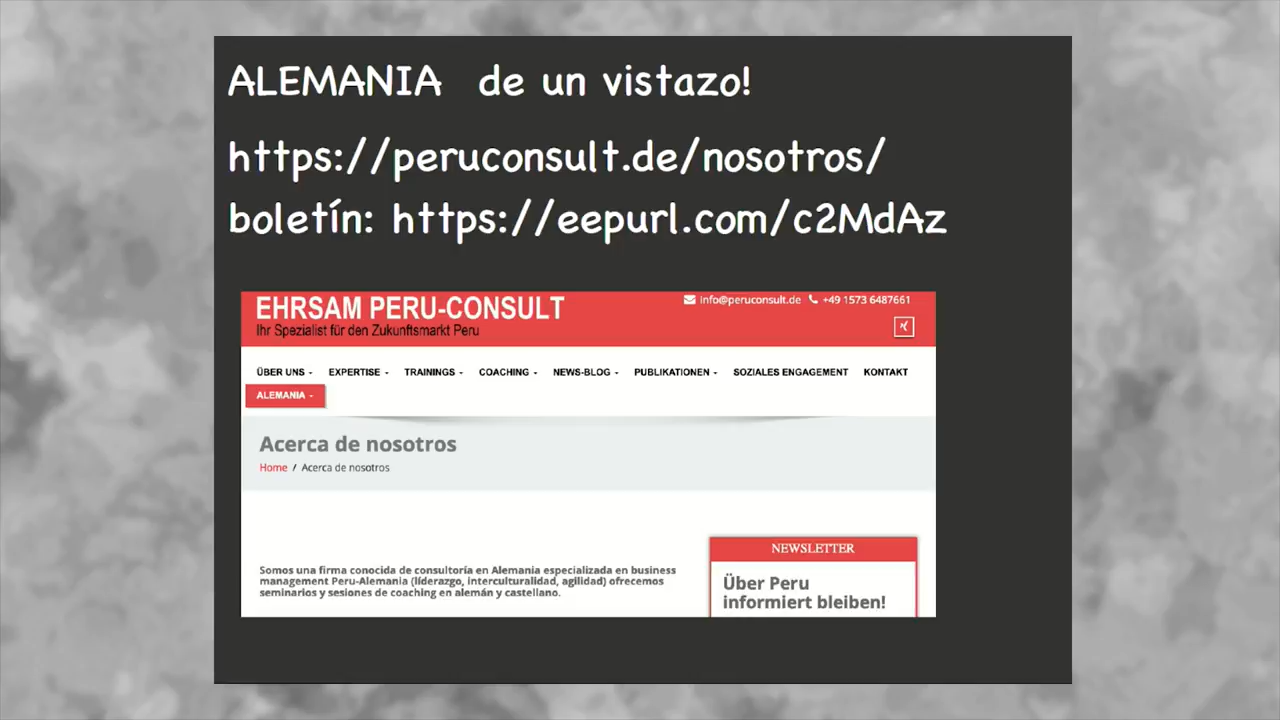 ALEMANIA de un vistazo!
https://peruconsult.de/nosotros/
boletín: https://eepurl.com/c2MdAz
EHRSAM PERU-CONSULT
info@peruconsult.de +49 1573 6487661
Ihr Spezialist für den Zukunftsmarkt Peru
ÜBER UNS EXPERTISE TRAININGS COACHING NEWS-BLOG PUBLIKATIONEN SOZIALES ENGAGEMENT KONTAKT
ALEMANIA
Acerca de nosotros
Home / Acerca de nosotros
Somos una firma conocida de consultoría en Alemania especializada en business
management Peru-Alemania (líderazgo, interculturalidad, agilidad) ofrecemos
seminarios y sesiones de coaching en alemán y castellano.
NEWSLETTER
Über Peru
informiert bleiben!